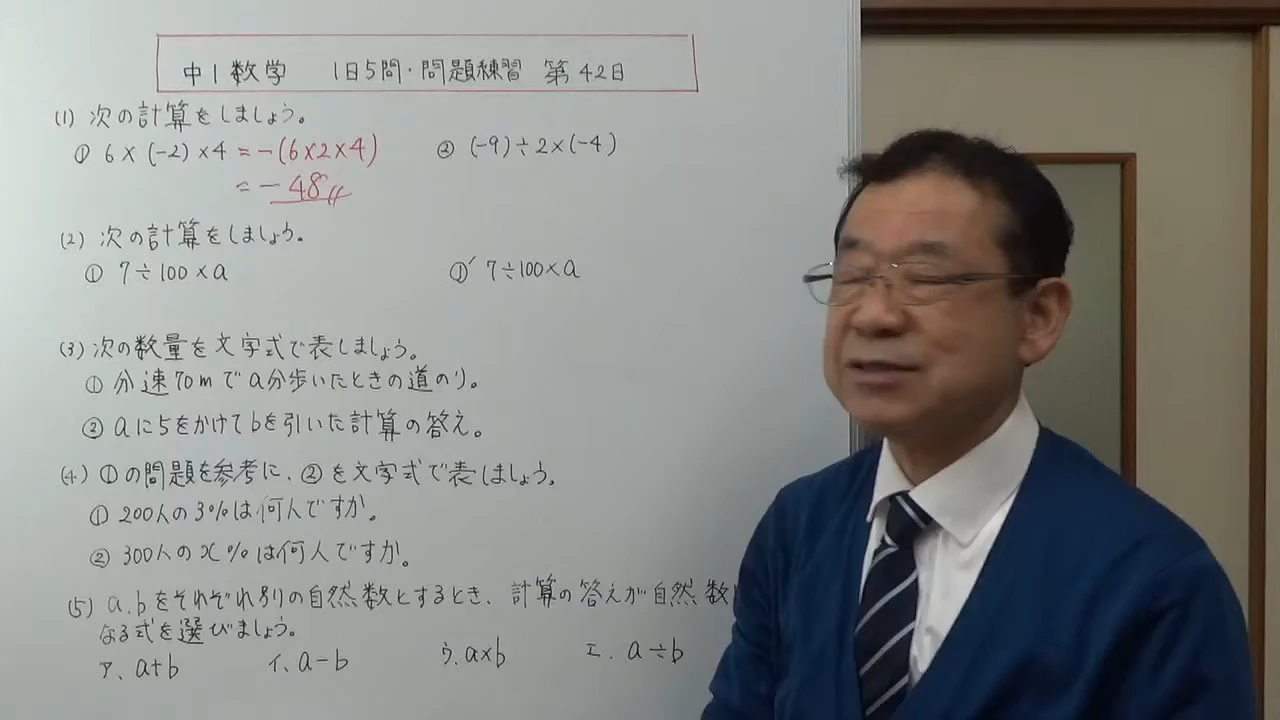 中1数学 1日5問・問題練習 第42日
(1) 次の計算をしましょう。
① 6×(-2)×4 =-(6×2×4) ② (-9)÷2×(-4)
=-48
(2) 次の計算をしましょう。
① 7÷100×a ①′ 7÷100×a
(3) 次の数量を文字式で表しましょう。
① 分速70mでa分歩いたときの道のり。
② aに5をかけてbを引いた計算の答え。
(4) ①の問題を参考に、②を文字式で表しましょう。
① 200人の3%は何人ですか。
② 300人のx%は何人ですか。
(5) a.bをそれぞれ別の自然数とするとき、計算の答えが自然数
なる式を選びましょう。
ア、a+b イ、a-b ウ、a×b エ、a÷b